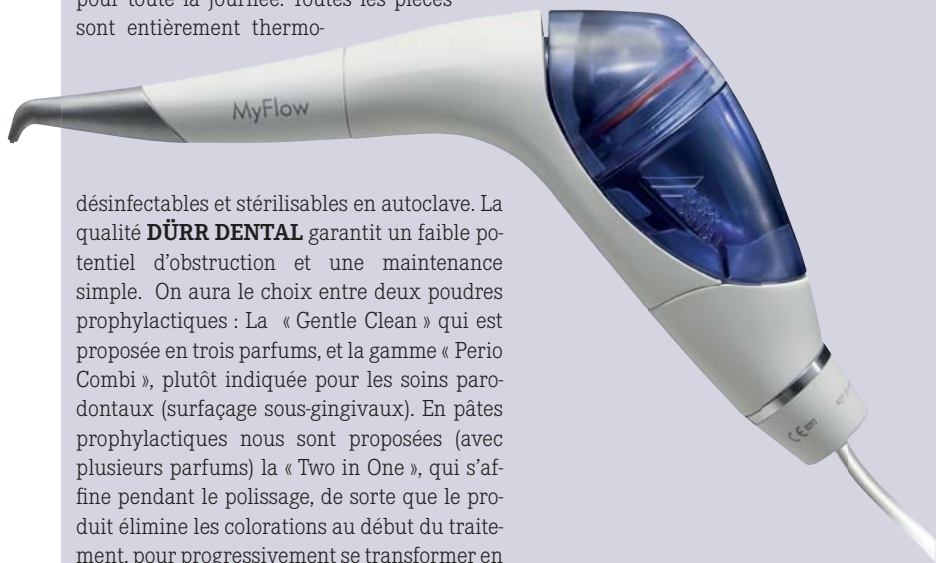 pour toute la journée. Toutes les pièces
sont entièrement thermo-
MyFlow
désinfectables et stérilisables en autoclave. La
qualité DÜRR DENTAL garantit un faible po-
tentiel d'obstruction et une maintenance
simple. On aura le choix entre deux poudres
prophylactiques : La « Gentle Clean » qui est
proposée en trois parfums, et la gamme « Perio
Combi », plutôt indiquée pour les soins paro-
dontaux (surfaçage sous-gingivaux). En pâtes
prophylactiques nous sont proposées (avec
plusieurs parfums) la « Two in One », qui s'af-
fine pendant le polissage, de sorte que le pro-
duit élimine les colorations au début du traite-
ment, pour progressivement se transformer en
CE